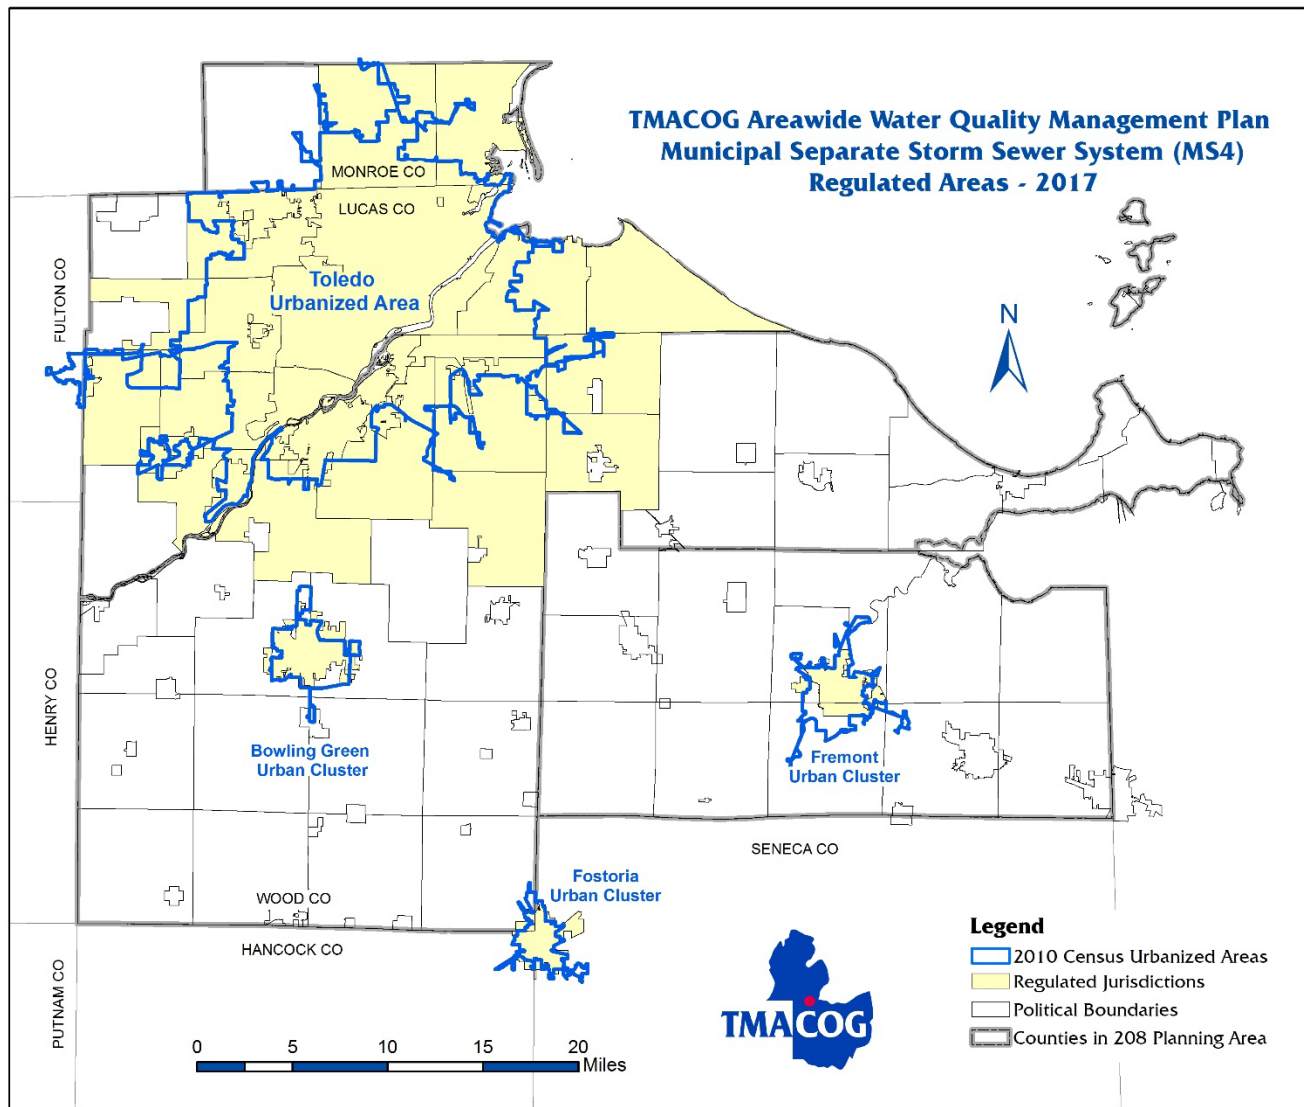 TMACOG Areawide Water Quality Management Plan
Municipal Separate Storm Sewer System (MS4)
Regulated Areas - 2017
MONROE CO
LUCAS CO
FULTON CO
Toledo
Urbanized Area
N
HENRY CO
Bowling Green
Urban Cluster
Fremont
Urban Cluster
SENECA CO
Fostoria
Urban Cluster
WOOD CO
HANCOCK CO
PUTNAM CO
Legend
2010 Census Urbanized Areas
Regulated Jurisdictions
Political Boundaries
Counties in 208 Planning Area
TMACOG
0 5 10 15 20
Miles